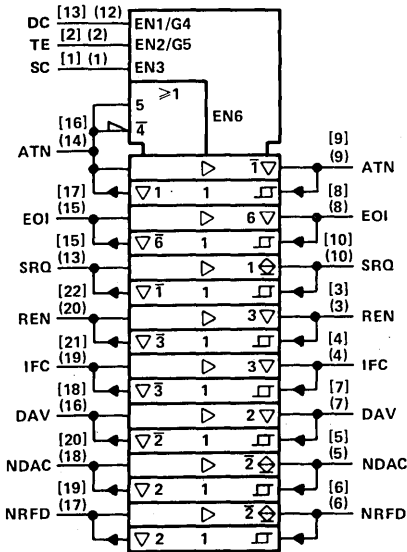 DC [13] (12) EN1/G4
TE [2] (2) EN2/G5
SC [1] (1) EN3
≥1
5
EN6
[16] 4̅
ATN (14)
[9]
(9) ATN
▷ 1̅ ▽
[17] ▽ 1 1 [8]
EOI (15) ▷ 6 ▽ (8) EOI
[15] ▽ 6̅ 1 [10]
SRQ (13) ▷ 1 (10) SRQ
[22] ▽ 1̅ 1 [3]
REN (20) ▷ 3 ▽ (3) REN
[21] ▽ 3̅ 1 [4]
IFC (19) ▷ 3 ▽ (4) IFC
[18] ▽ 3̅ 1 [7]
DAV (16) ▷ 2 ▽ (7) DAV
[20] ▽ 2̅ 1 [5]
NDAC (18) ▷ 2̅ (5) NDAC
[19] ▽ 2 1 [6]
NRFD (17) ▷ 2̅ (6) NRFD
▽ 2 1